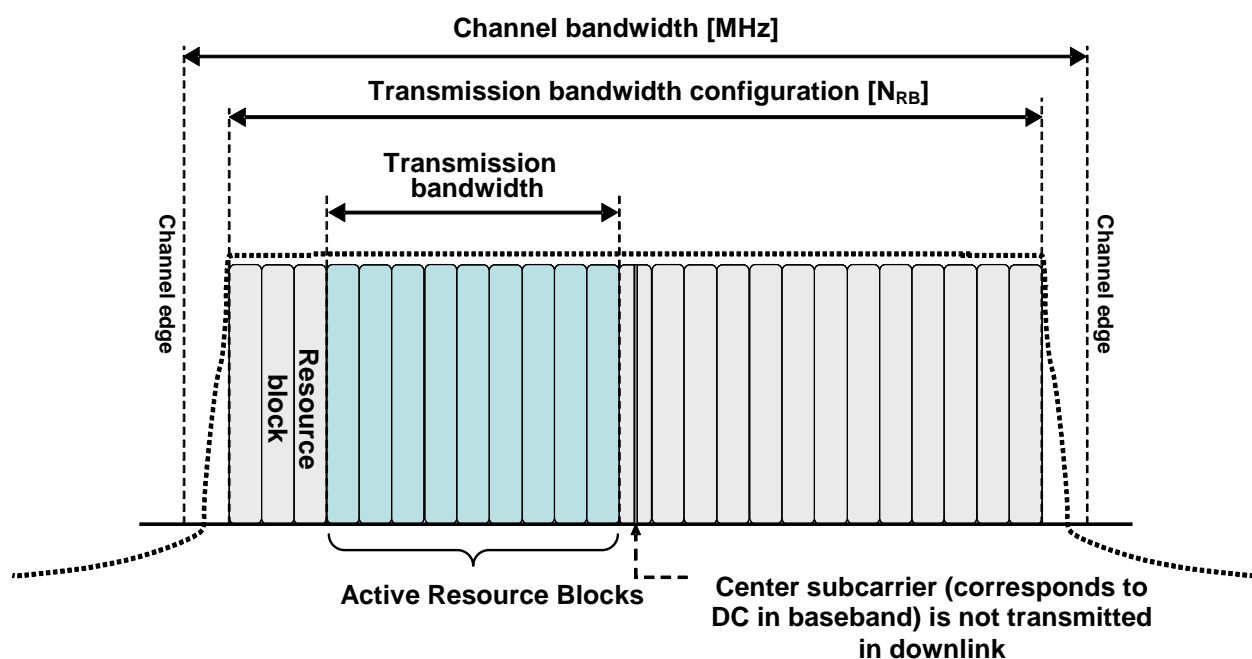 Channel bandwidth [MHz]
Transmission bandwidth configuration [N_RB]
Transmission
bandwidth
Channel edge
Channel edge
Resource
block
Active Resource Blocks
Center subcarrier (corresponds to
DC in baseband) is not transmitted
in downlink